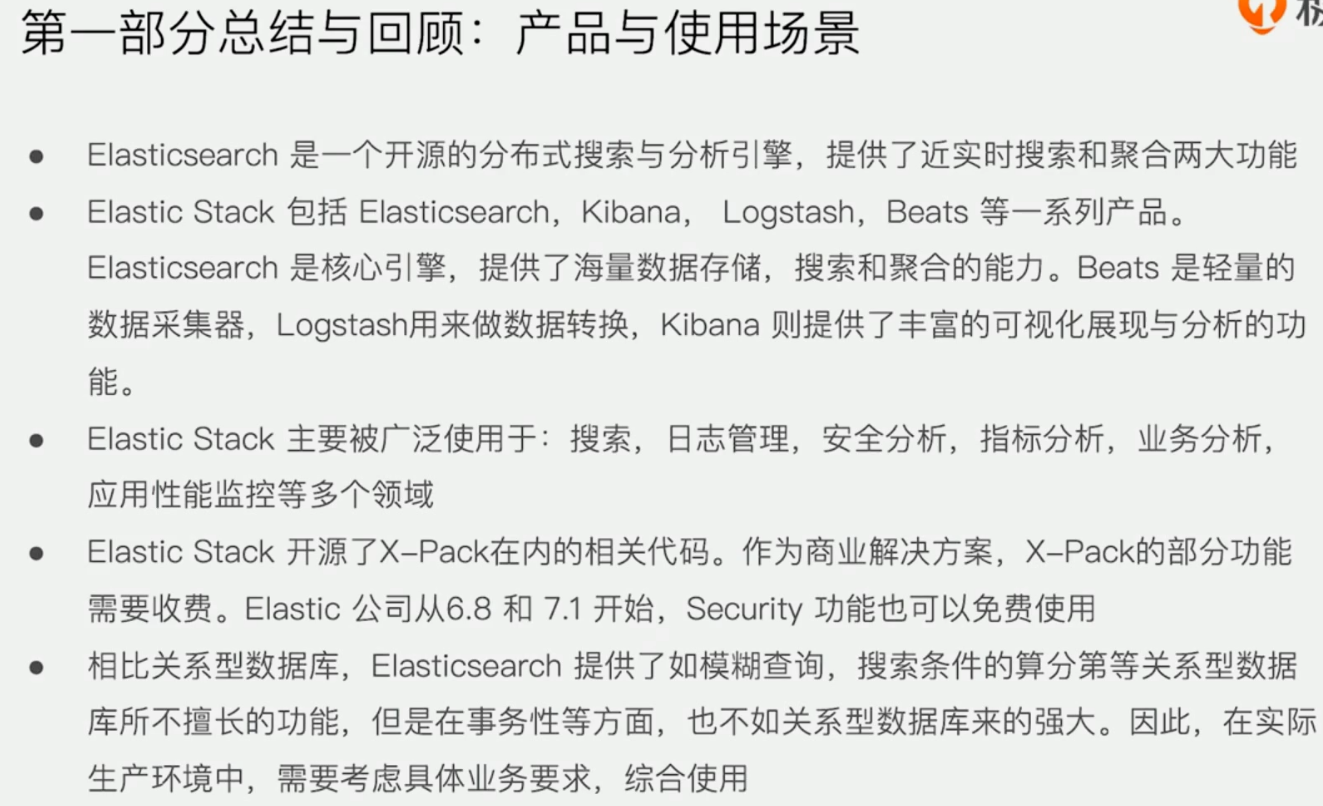 第一部分总结与回顾：产品与使用场景
● Elasticsearch 是一个开源的分布式搜索与分析引擎，提供了近实时搜索和聚合两大功能
● Elastic Stack 包括 Elasticsearch，Kibana， Logstash，Beats 等一系列产品。
Elasticsearch 是核心引擎，提供了海量数据存储，搜索和聚合的能力。Beats 是轻量的
数据采集器，Logstash用来做数据转换，Kibana 则提供了丰富的可视化展现与分析的功
能。
● Elastic Stack 主要被广泛使用于：搜索，日志管理，安全分析，指标分析，业务分析，
应用性能监控等多个领域
● Elastic Stack 开源了X-Pack在内的相关代码。作为商业解决方案，X-Pack的部分功能
需要收费。Elastic 公司从6.8 和 7.1 开始，Security 功能也可以免费使用
● 相比关系型数据库，Elasticsearch 提供了如模糊查询，搜索条件的算分第等关系型数据
库所不擅长的功能，但是在事务性等方面，也不如关系型数据库来的强大。因此，在实际
生产环境中，需要考虑具体业务要求，综合使用